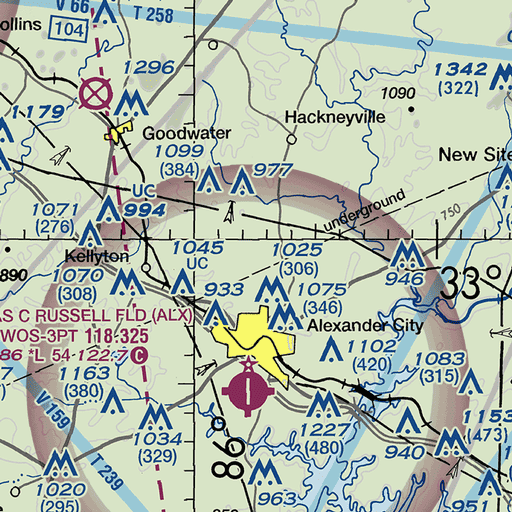 V 66
T 258
ollins
104
1296
1342
(322)
1090
1179
Hackneyville
Goodwater
1099
(384)
977
New Site
UC
underground
750
1071
(276)
994
Kellyton
1045
UC
1025
(306)
946
890
1070
(308)
933
1075
(346)
33°
AS C RUSSELL FLD (ALX)
WOS-3PT 118.325
86 *L 54 122.7 C
Alexander City
1102
(420)
1083
(315)
1163
(380)
V 159
1034
(329)
86°
1227
(480)
940
1153
(473)
T 239
1020
(295)
963
951